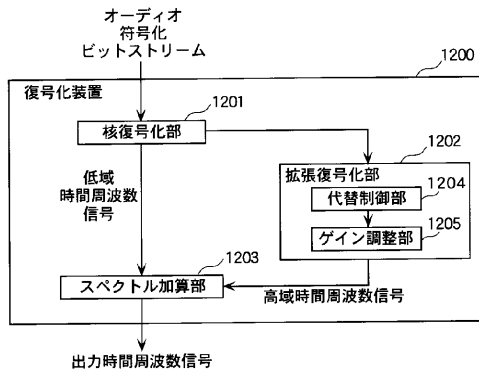 オーディオ
符号化
ビットストリーム
1200
復号化装置
1201
核復号化部
1202
拡張復号化部
低域
時間周波数
信号
1204
代替制御部
1205
ゲイン調整部
1203
スペクトル加算部
高域時間周波数信号
出力時間周波数信号